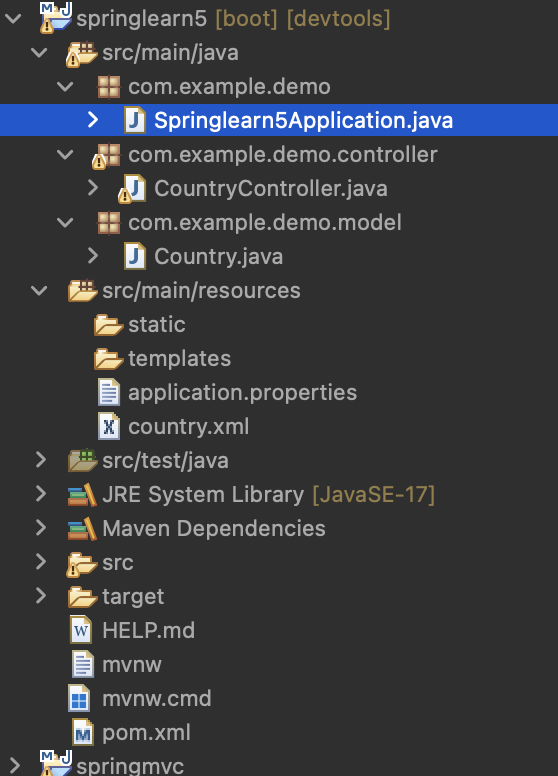 springlearn5 [boot] [devtools]
src/main/java
com.example.demo
Springlearn5Application.java
com.example.demo.controller
CountryController.java
com.example.demo.model
Country.java
src/main/resources
static
templates
application.properties
country.xml
src/test/java
JRE System Library [JavaSE-17]
Maven Dependencies
src
target
HELP.md
mvnw
mvnw.cmd
pom.xml
springmvc